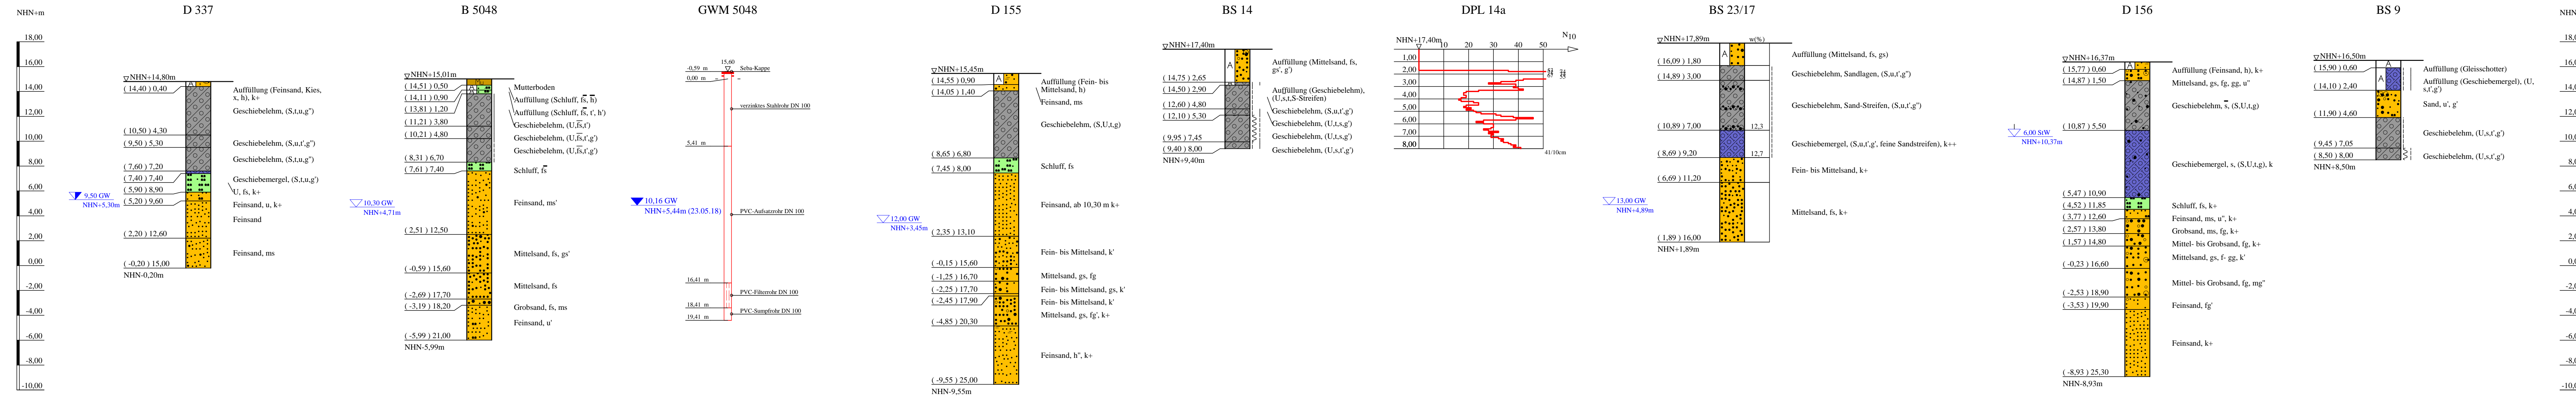 NHN+m
18,00
16,00
14,00
12,00
10,00
8,00
6,00
4,00
2,00
0,00
-2,00
-4,00
-6,00
-8,00
-10,00
D 337
NHN+14,80m
A
( 14,40 ) 0,40
( 10,50 ) 4,30
( 9,50 ) 5,30
( 7,60 ) 7,20
( 7,40 ) 7,40
( 5,90 ) 8,90
( 5,20 ) 9,60
( 2,20 ) 12,60
( -0,20 ) 15,00
NHN-0,20m
9,50 GW
NHN+5,30m
Auffüllung (Feinsand, Kies,
x, h), k+
Geschiebelehm, (S,t,u,g")
Geschiebelehm, (S,u,t',g')
Geschiebelehm, (S,t,u,g")
Geschiebemergel, (S,t,u,g')
U, fs, k+
Feinsand, u, k+
Feinsand
Feinsand, ms
B 5048
NHN+15,01m
A
( 14,51 ) 0,50
( 14,11 ) 0,90
( 13,81 ) 1,20
( 11,21 ) 3,80
( 10,21 ) 4,80
( 8,31 ) 6,70
( 7,61 ) 7,40
( 2,51 ) 12,50
( -0,59 ) 15,60
( -2,69 ) 17,70
( -3,19 ) 18,20
( -5,99 ) 21,00
NHN-5,99m
10,30 GW
NHN+4,71m
Mutterboden
Auffüllung (Schluff, f̅s̅, h̅)
Auffüllung (Schluff, f̅s̅, t', h')
Geschiebelehm, (U,f̅s̅,t')
Geschiebelehm, (U,f̅s̅,t',g')
Geschiebelehm, (U,f̅s̅,t',g')
Schluff, f̅s̅
Feinsand, ms'
Mittelsand, fs, gs'
Mittelsand, fs
Grobsand, fs, ms
Feinsand, u'
GWM 5048
15,60
-0,59 m
0,00 m
5,41 m
16,41 m
18,41 m
19,41 m
Seba-Kappe
verzinktes Stahlrohr DN 100
PVC-Aufsatzrohr DN 100
PVC-Filterrohr DN 100
PVC-Sumpfrohr DN 100
10,16 GW
NHN+5,44m (23.05.18)
D 155
NHN+15,45m
A
( 14,55 ) 0,90
( 14,05 ) 1,40
( 8,65 ) 6,80
( 7,45 ) 8,00
( 2,35 ) 13,10
( -0,15 ) 15,60
( -1,25 ) 16,70
( -2,25 ) 17,70
( -2,45 ) 17,90
( -4,85 ) 20,30
( -9,55 ) 25,00
NHN-9,55m
12,00 GW
NHN+3,45m
Auffüllung (Fein- bis
Mittelsand, h)
Feinsand, ms
Geschiebelehm, (S,U,t,g)
Schluff, fs
Feinsand, ab 10,30 m k+
Fein- bis Mittelsand, k'
Mittelsand, gs, fg
Fein- bis Mittelsand, gs, k'
Fein- bis Mittelsand, k'
Mittelsand, gs, fg', k+
Feinsand, h", k+
BS 14
NHN+17,40m
A
A
( 14,75 ) 2,65
( 14,50 ) 2,90
( 12,60 ) 4,80
( 12,10 ) 5,30
( 9,95 ) 7,45
( 9,40 ) 8,00
NHN+9,40m
Auffüllung (Mittelsand, fs,
gs', g')
Auffüllung (Geschiebelehm),
(U,s,t,S-Streifen)
Geschiebelehm, (S,u,t',g')
Geschiebelehm, (U,t,s,g')
Geschiebelehm, (U,t,s,g')
Geschiebelehm, (U,s,t',g')
DPL 14a
NHN+17,40m
10 20 30 40 50
N10
1,00
2,00
3,00
4,00
5,00
6,00
7,00
8,00
41/10cm
BS 23/17
NHN+17,89m
w(%)
A
( 16,09 ) 1,80
( 14,89 ) 3,00
( 10,89 ) 7,00
12,3
( 8,69 ) 9,20
12,7
( 6,69 ) 11,20
( 1,89 ) 16,00
NHN+1,89m
13,00 GW
NHN+4,89m
Auffüllung (Mittelsand, fs, gs)
Geschiebelehm, Sandlagen, (S,u,t',g")
Geschiebelehm, Sand-Streifen, (S,u,t',g")
Geschiebemergel, (S,u,t',g', feine Sandstreifen), k++
Fein- bis Mittelsand, k+
Mittelsand, fs, k+
D 156
NHN+16,37m
A
( 15,77 ) 0,60
( 14,87 ) 1,50
( 10,87 ) 5,50
( 5,47 ) 10,90
( 4,52 ) 11,85
( 3,77 ) 12,60
( 2,57 ) 13,80
( 1,57 ) 14,80
( -0,23 ) 16,60
( -2,53 ) 18,90
( -3,53 ) 19,90
( -8,93 ) 25,30
NHN-8,93m
6,00 StW
NHN+10,37m
Auffüllung (Feinsand, h), k+
Mittelsand, gs, fg, gg, u"
Geschiebelehm, s̅, (S,U,t,g)
Geschiebemergel, s, (S,U,t,g), k
Schluff, fs, k+
Feinsand, ms, u", k+
Grobsand, ms, fg, k+
Mittel- bis Grobsand, fg, k+
Mittelsand, gs, f- gg, k'
Mittel- bis Grobsand, fg, mg"
Feinsand, fg'
Feinsand, k+
BS 9
NHN+16,50m
A
A
( 15,90 ) 0,60
( 14,10 ) 2,40
( 11,90 ) 4,60
( 9,45 ) 7,05
( 8,50 ) 8,00
NHN+8,50m
Auffüllung (Gleisschotter)
Auffüllung (Geschiebemergel), (U,
s,t',g')
Sand, u', g'
Geschiebelehm, (U,s,t',g')
Geschiebelehm, (U,s,t',g')